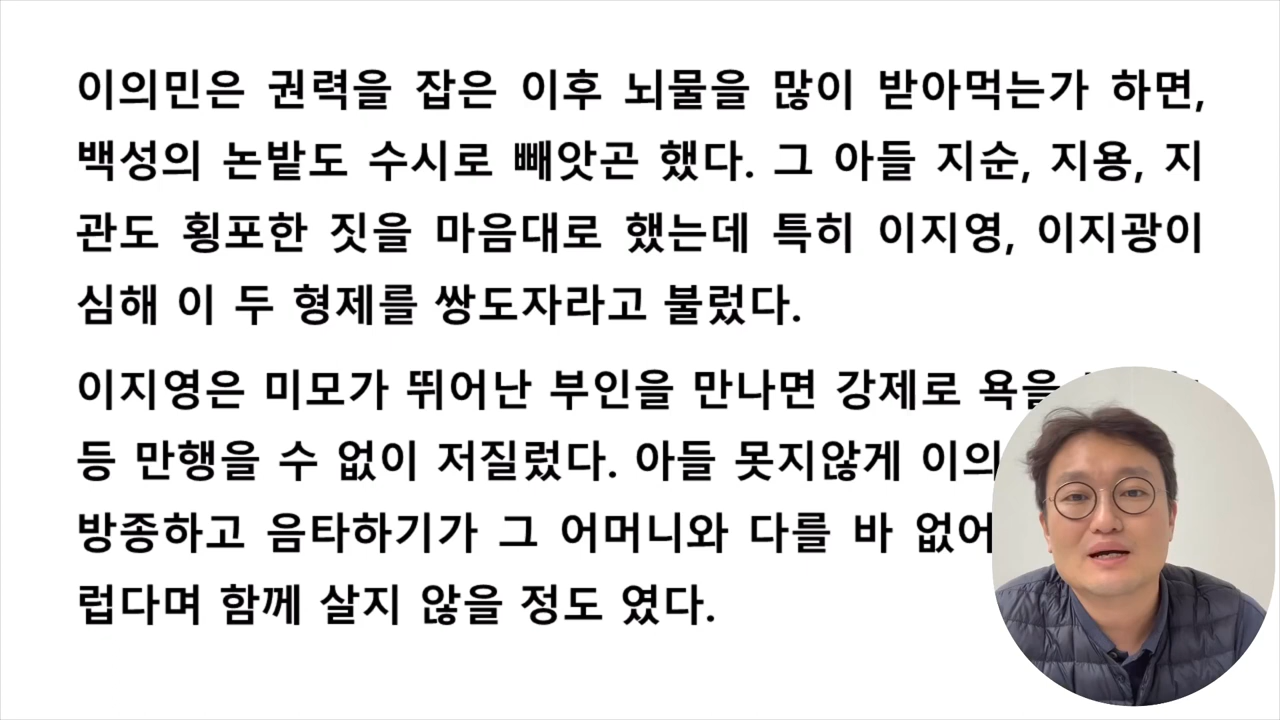 이의민은 권력을 잡은 이후 뇌물을 많이 받아먹는가 하면,
백성의 논밭도 수시로 빼앗곤 했다. 그 아들 지순, 지용, 지
관도 횡포한 짓을 마음대로 했는데 특히 이지영, 이지광이
심해 이 두 형제를 쌍도자라고 불렀다.
이지영은 미모가 뛰어난 부인을 만나면 강제로 욕을
등 만행을 수 없이 저질렀다. 아들 못지않게
방종하고 음타하기가 그 어머니와 다를 바
럽다며 함께 살지 않을 정도 였다.